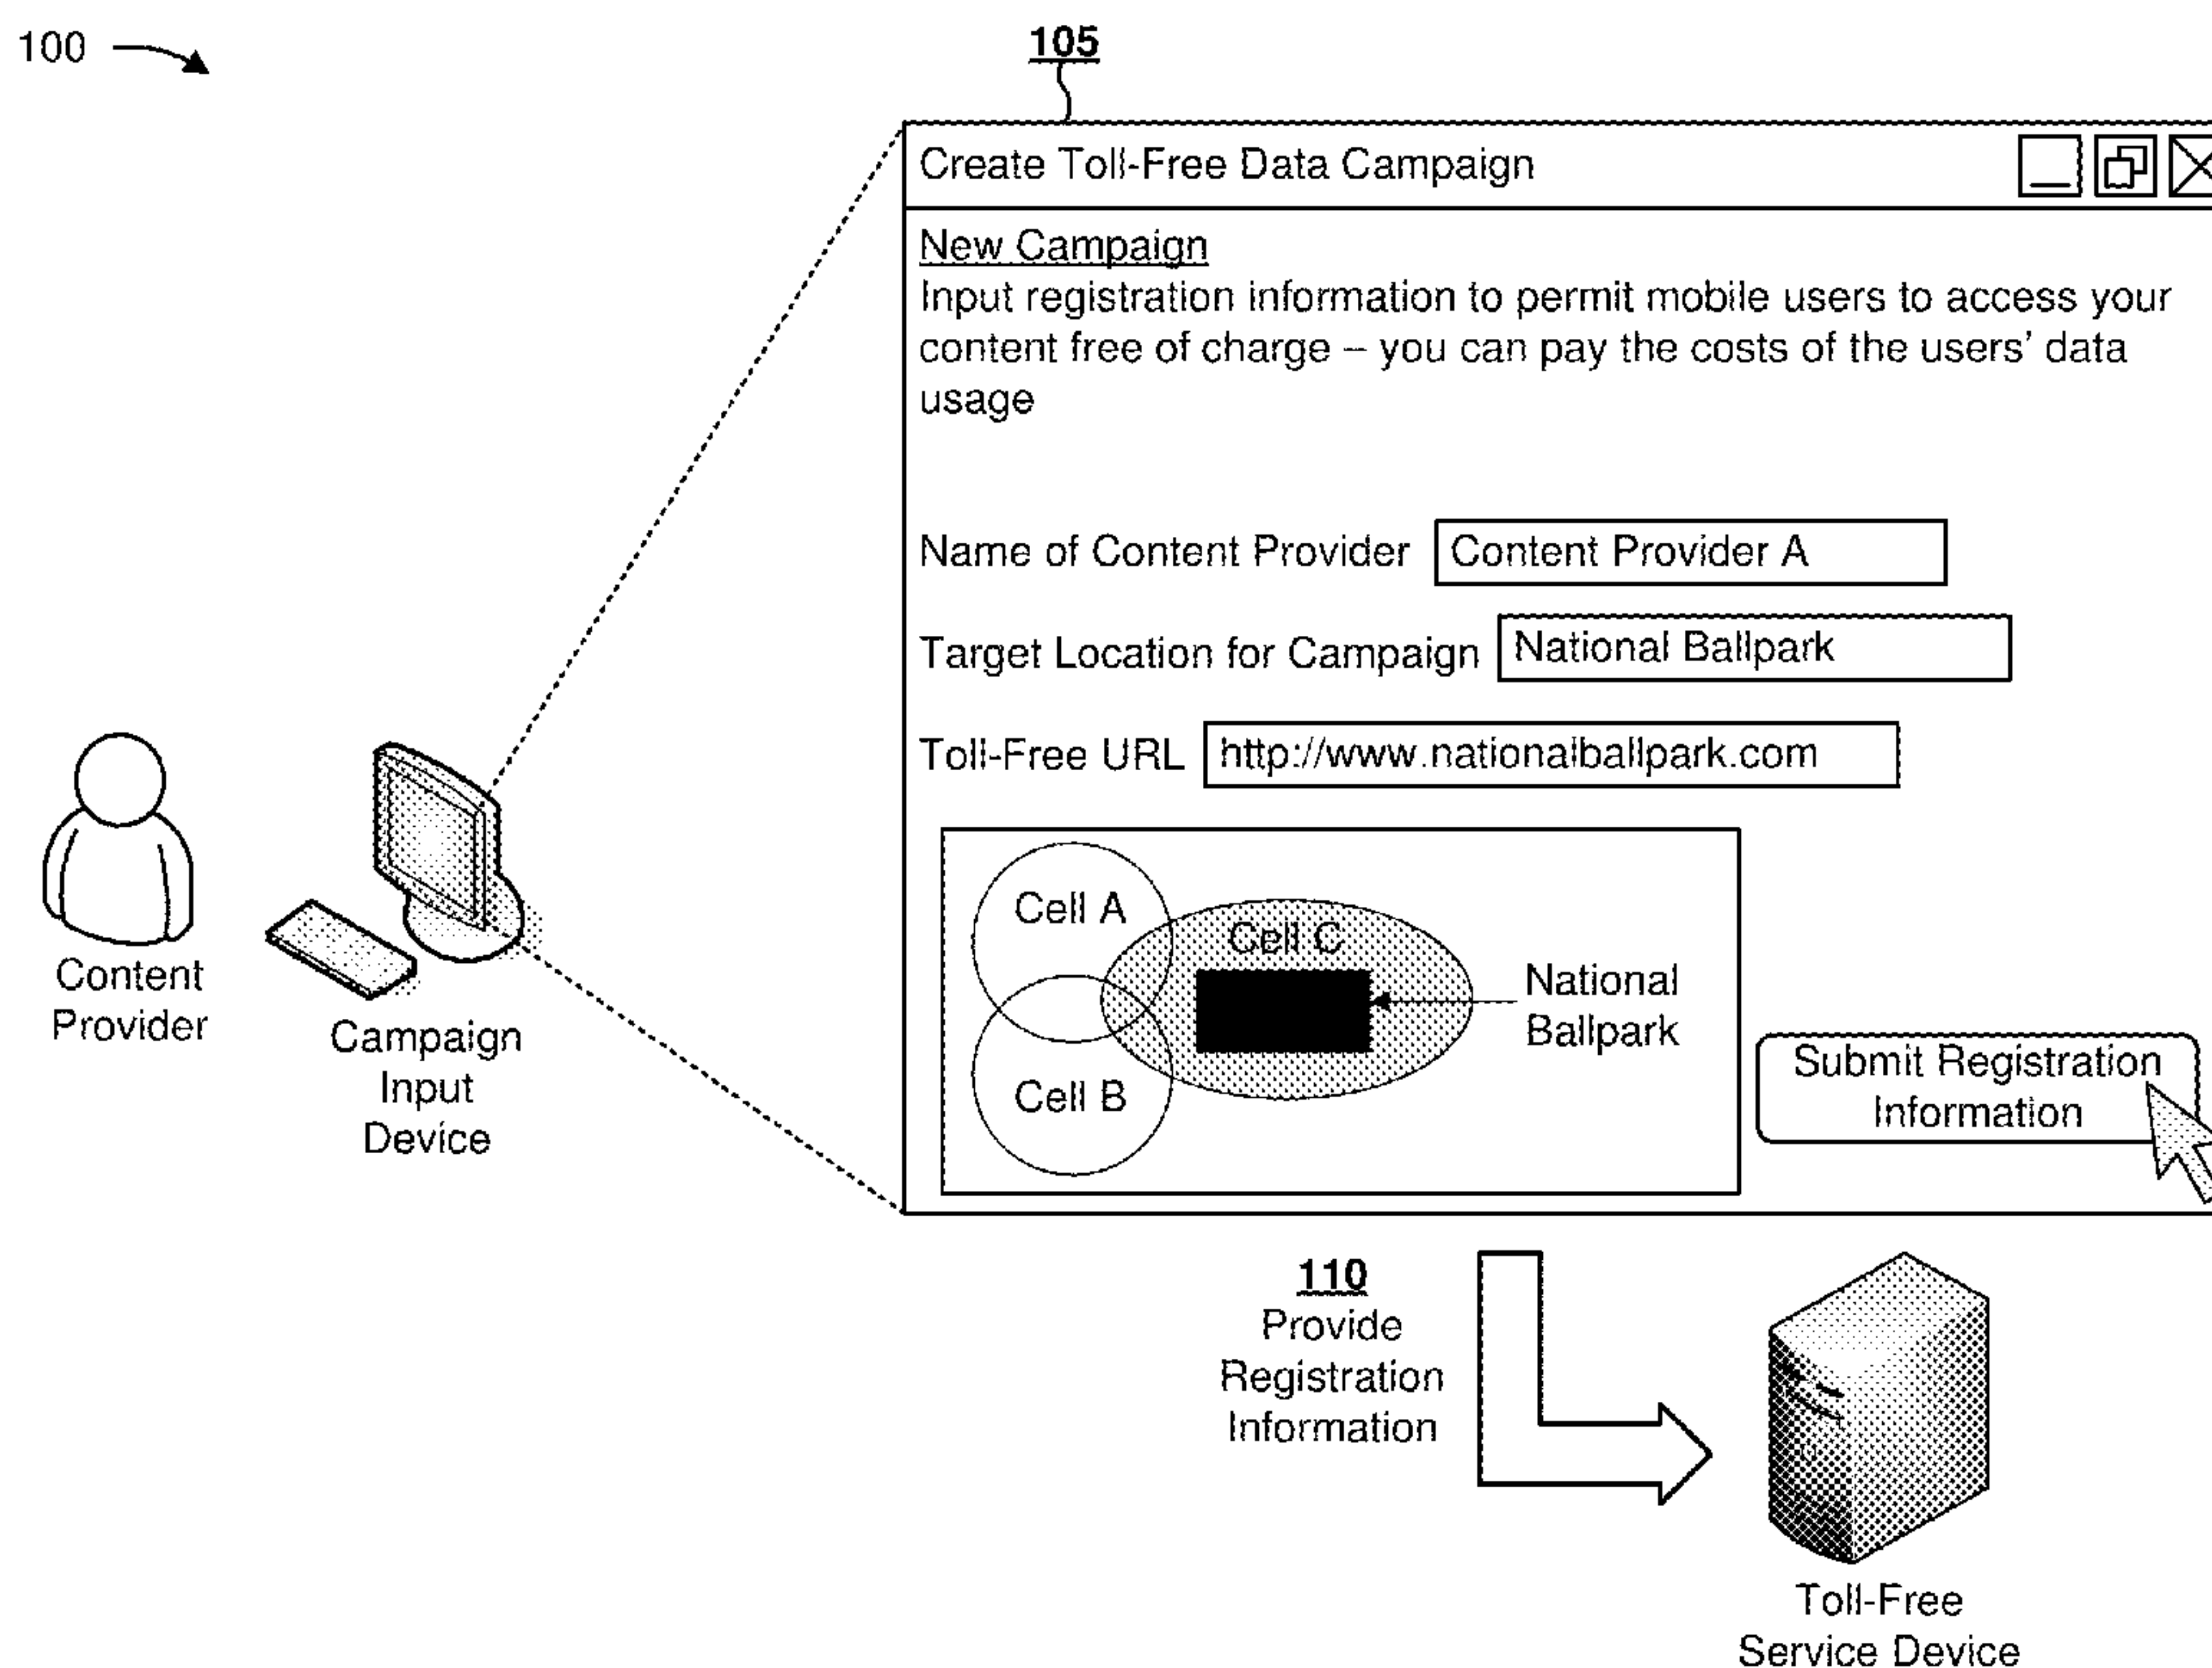 100
105
Create Toll-Free Data Campaign
New Campaign
Input registration information to permit mobile users to access your
content free of charge – you can pay the costs of the users’ data
usage
Name of Content Provider Content Provider A
Target Location for Campaign National Ballpark
Toll-Free URL http://www.nationalballpark.com
Cell A
Cell C
National
Ballpark
Cell B
Submit Registration
Information
Content
Provider
Campaign
Input
Device
110
Provide
Registration
Information
Toll-Free
Service Device